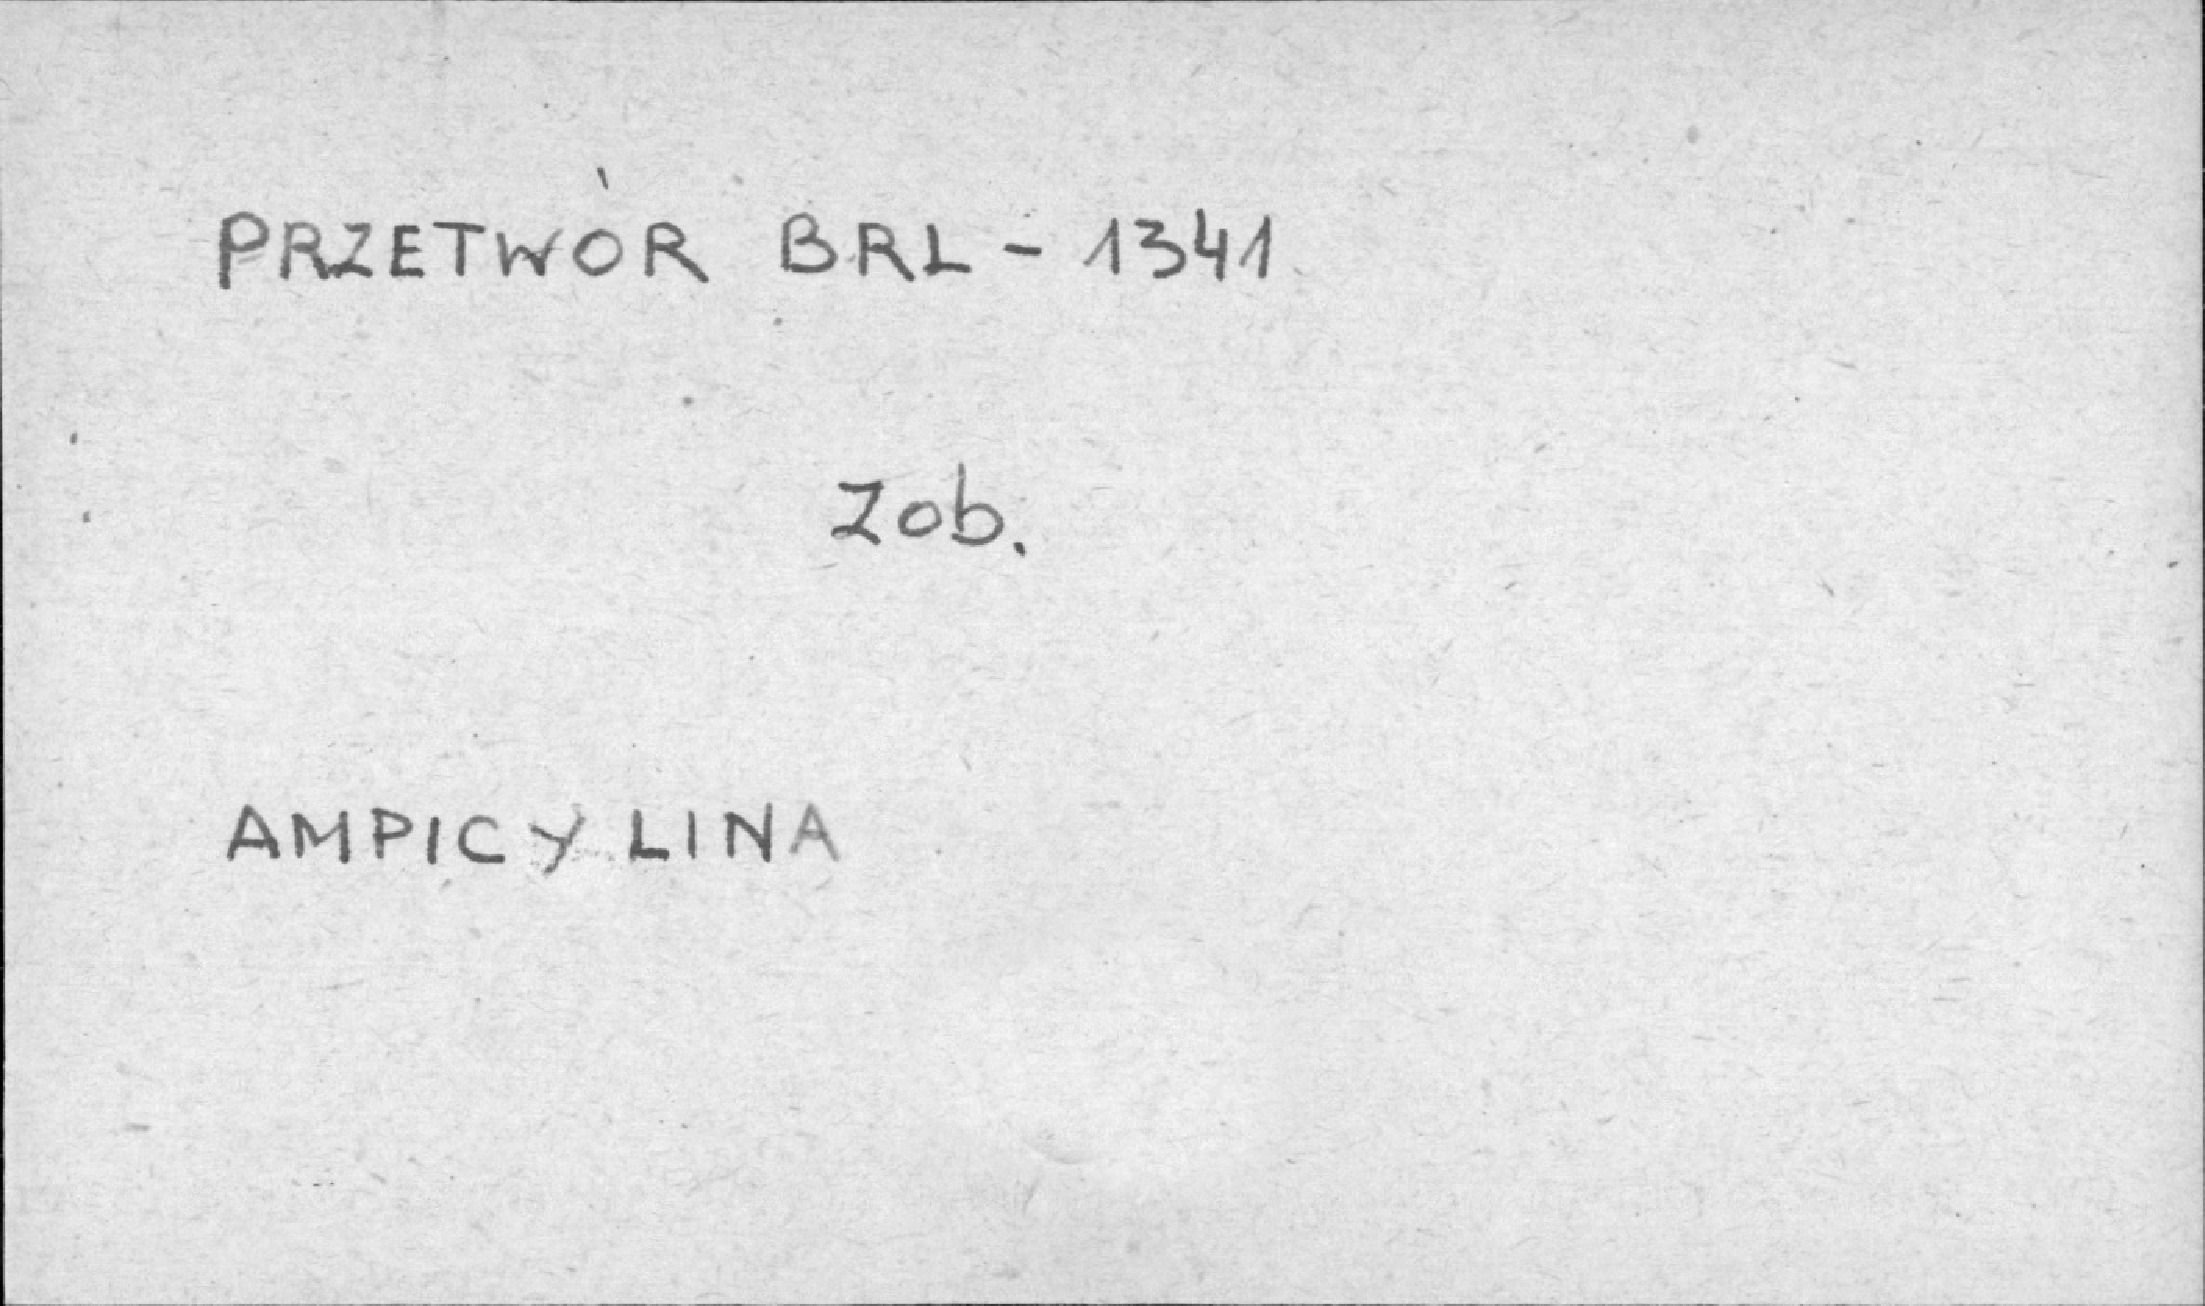 PRZETWÓR BRL - 1341
Zob.
AMPICYLINA